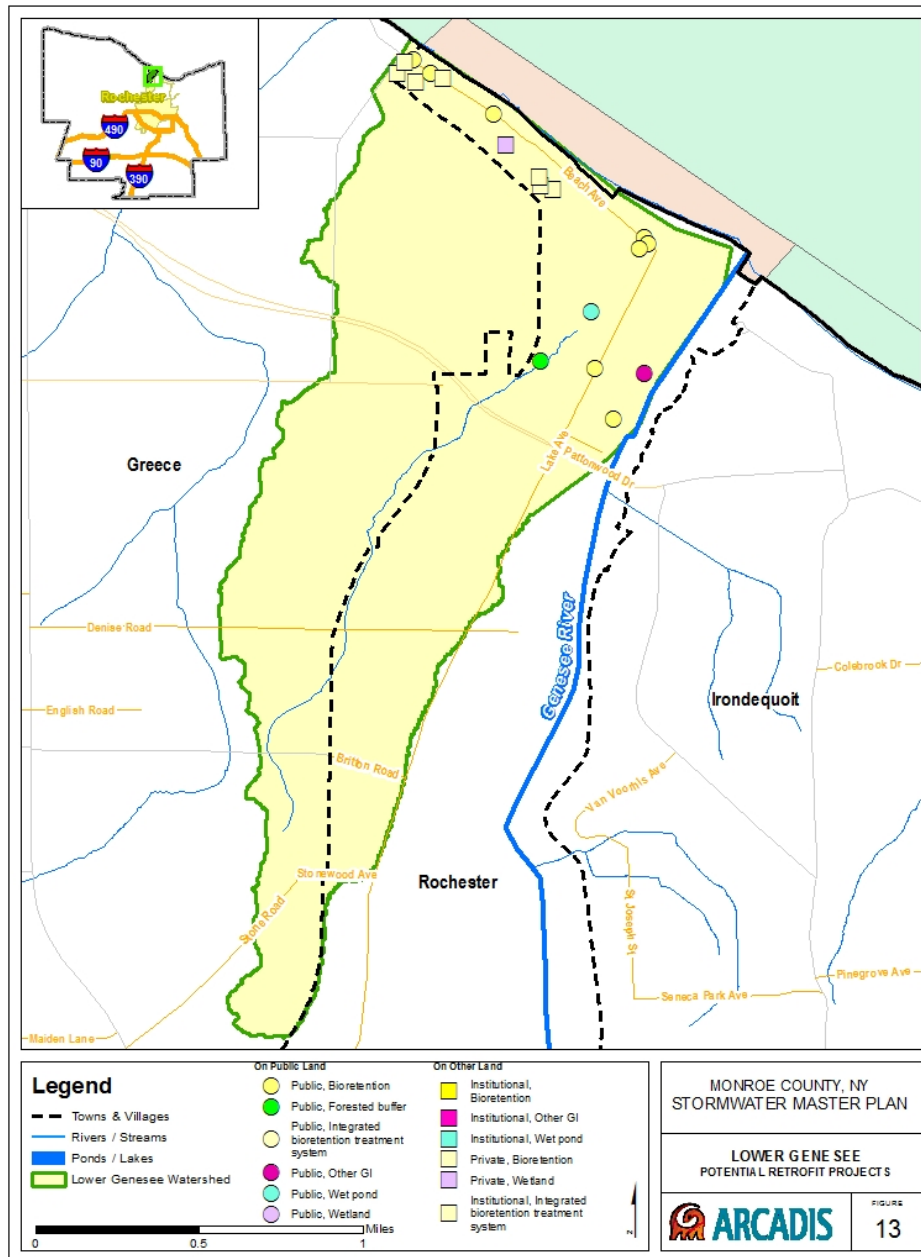 Rochester
490
90
390
Beach Ave
Lake Ave
Pattonwood Dr
Greece
Genesee River
Denise Road
English Road
Colebrook Dr
Irondequoit
Britton Road
Van Voorhis Ave
Stonewood Ave
Rochester
Stone Road
St Joseph St
Pinegrove Ave
Seneca Park Ave
Maiden Lane
Legend
Towns & Villages
Rivers / Streams
Ponds / Lakes
Lower Genesee Watershed
0 0.5 1
Miles
On Public Land
Public, Bioretention
Public, Forested buffer
Public, Integrated
bioretention treatment
system
Public, Other GI
Public, Wet pond
Public, Wetland
On Other Land
Institutional,
Bioretention
Institutional, Other GI
Institutional, Wet pond
Private, Bioretention
Private, Wetland
Institutional, Integrated
bioretention treatment
system
N
MONROE COUNTY, NY
STORMWATER MASTER PLAN
LOWER GENESEE
POTENTIAL RETROFIT PROJECTS
ARCADIS
FIGURE
13